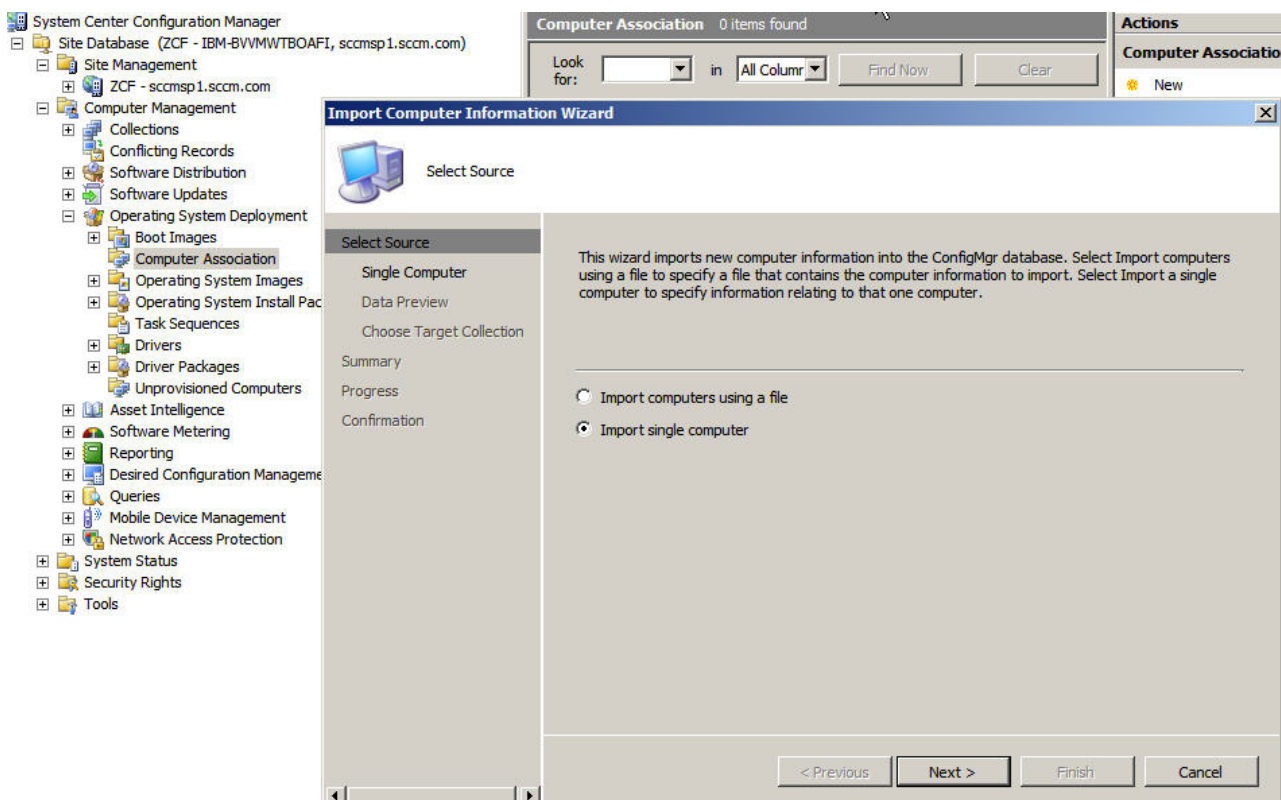 System Center Configuration Manager
Site Database (ZCF - IBM-BVVMWTBOAFI, sccmsp1.sccm.com)
Site Management
ZCF - sccmsp1.sccm.com
Computer Management
Collections
Conflicting Records
Software Distribution
Software Updates
Operating System Deployment
Boot Images
Computer Association
Operating System Images
Operating System Install Pac
Task Sequences
Drivers
Driver Packages
Unprovisioned Computers
Asset Intelligence
Software Metering
Reporting
Desired Configuration Manageme
Queries
Mobile Device Management
Network Access Protection
System Status
Security Rights
Tools
Computer Association 0 items found
Look for: in All Columr Find Now Clear
Actions
Computer Associatio
New
Import Computer Information Wizard
Select Source
Select Source
Single Computer
Data Preview
Choose Target Collection
Summary
Progress
Confirmation
This wizard imports new computer information into the ConfigMgr database. Select Import computers
using a file to specify a file that contains the computer information to import. Select Import a single
computer to specify information relating to that one computer.
Import computers using a file
Import single computer
< Previous Next > Finish Cancel